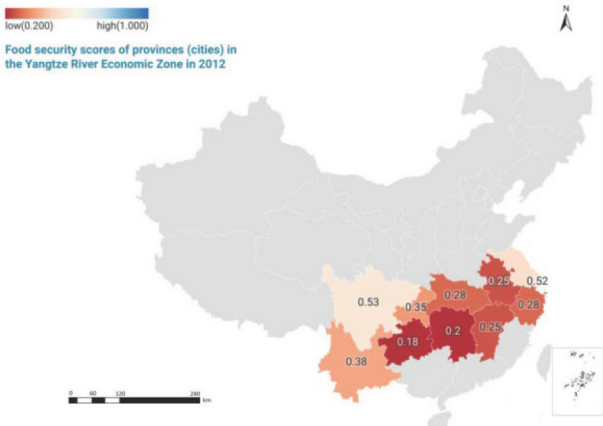 low(0.200) high(1.000)
N
Food security scores of provinces (cities) in
the Yangtze River Economic Zone in 2012
0.25
0.52
0.53
0.28
0.35
0.28
0.2
0.25
0.18
0.38
0 60 120 240
km